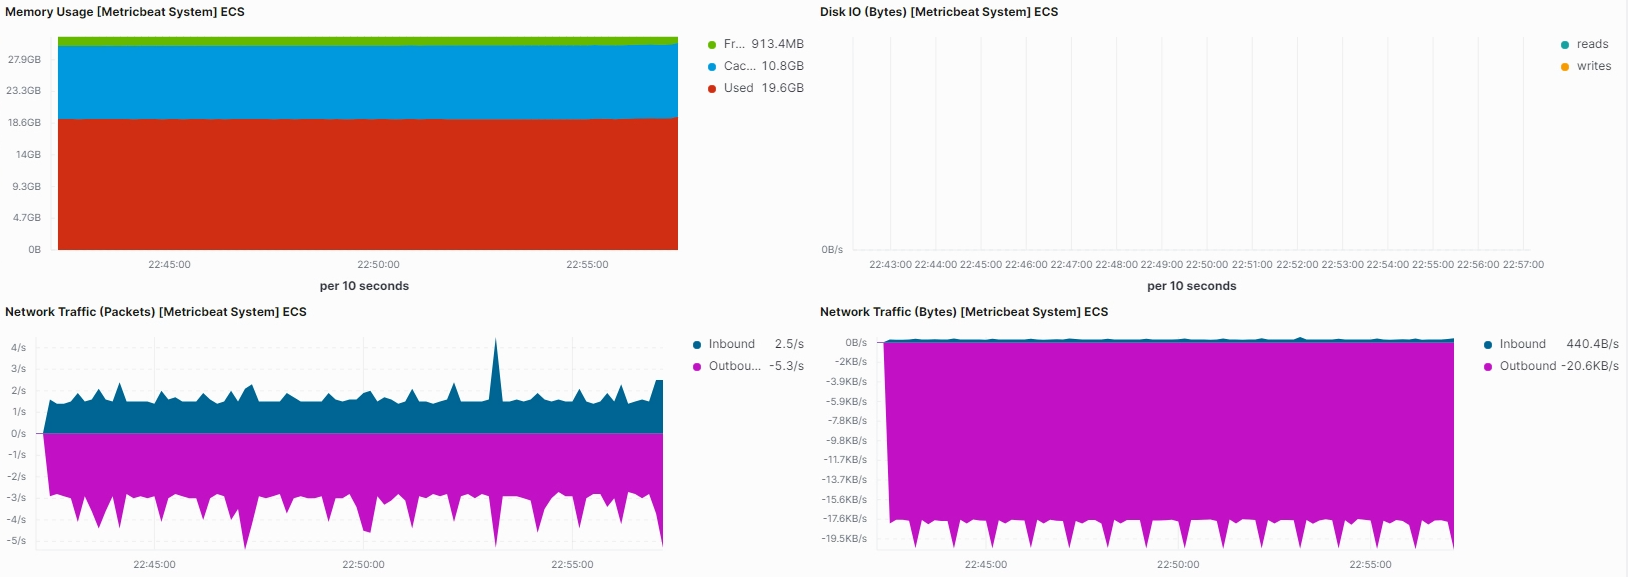 Memory Usage [Metricbeat System] ECS
27.9GB
23.3GB
18.6GB
14GB
9.3GB
4.7GB
0B
22:45:00 22:50:00 22:55:00
per 10 seconds
Fr... 913.4MB
Cac... 10.8GB
Used 19.6GB
Disk IO (Bytes) [Metricbeat System] ECS
0B/s
22:43:00 22:44:00 22:45:00 22:46:00 22:47:00 22:48:00 22:49:00 22:50:00 22:51:00 22:52:00 22:53:00 22:54:00 22:55:00 22:56:00 22:57:00
per 10 seconds
reads
writes
Network Traffic (Packets) [Metricbeat System] ECS
4/s
3/s
2/s
1/s
0/s
-1/s
-2/s
-3/s
-4/s
-5/s
22:45:00 22:50:00 22:55:00
Inbound 2.5/s
Outbou... -5.3/s
Network Traffic (Bytes) [Metricbeat System] ECS
0B/s
-2KB/s
-3.9KB/s
-5.9KB/s
-7.8KB/s
-9.8KB/s
-11.7KB/s
-13.7KB/s
-15.6KB/s
-17.6KB/s
-19.5KB/s
22:45:00 22:50:00 22:55:00
Inbound 440.4B/s
Outbound -20.6KB/s